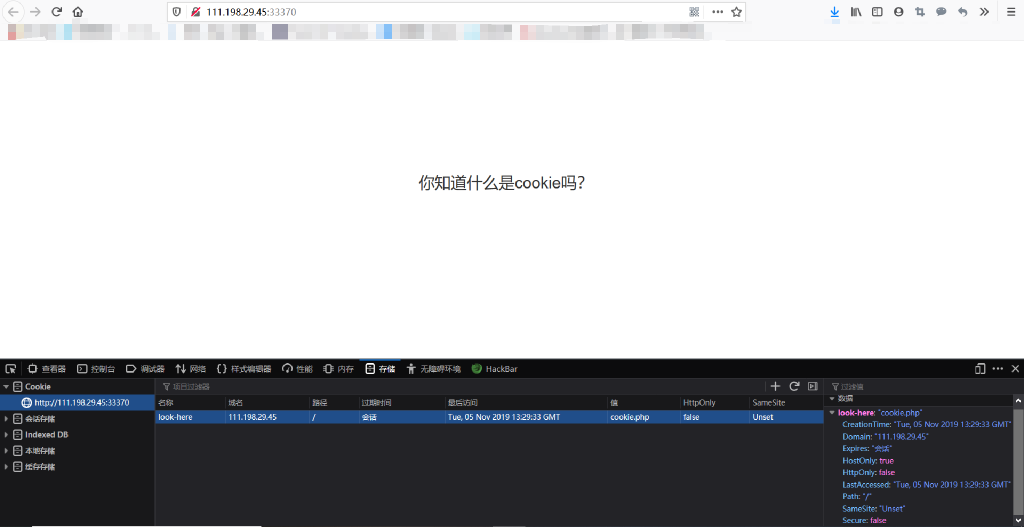 111.198.29.45:33370
你知道什么是cookie吗?
查看器 控制台 调试器 网络 样式编辑器 性能 内存 存储 无障碍环境 HackBar
Cookie
http://111.198.29.45:33370
会话存储
Indexed DB
本地存储
缓存存储
项目过滤器
名称 域名 路径 过期时间 最后访问 值 HttpOnly SameSite
look-here 111.198.29.45 / 会话 Tue, 05 Nov 2019 13:29:33 GMT cookie.php false Unset
过滤值
数据
look-here: "cookie.php"
CreationTime: "Tue, 05 Nov 2019 13:29:33 GMT"
Domain: "111.198.29.45"
Expires: "会话"
HostOnly: true
HttpOnly: false
LastAccessed: "Tue, 05 Nov 2019 13:29:33 GMT"
Path: "/"
SameSite: "Unset"
Secure: false